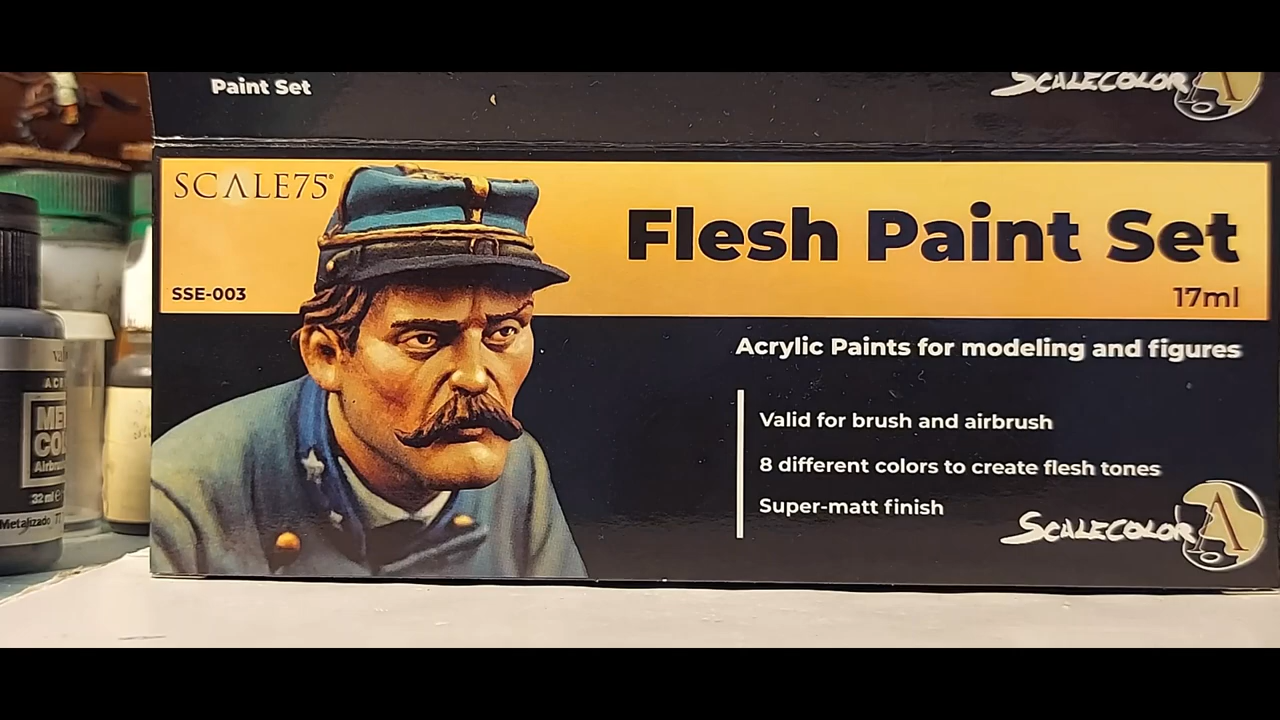 Paint Set
SCALECOLOR
SCALE75®
Flesh Paint Set
SSE-003
17ml
Acrylic Paints for modeling and figures
Valid for brush and airbrush
8 different colors to create flesh tones
Super-matt finish
SCALECOLOR
32 ml
Metalizado 77